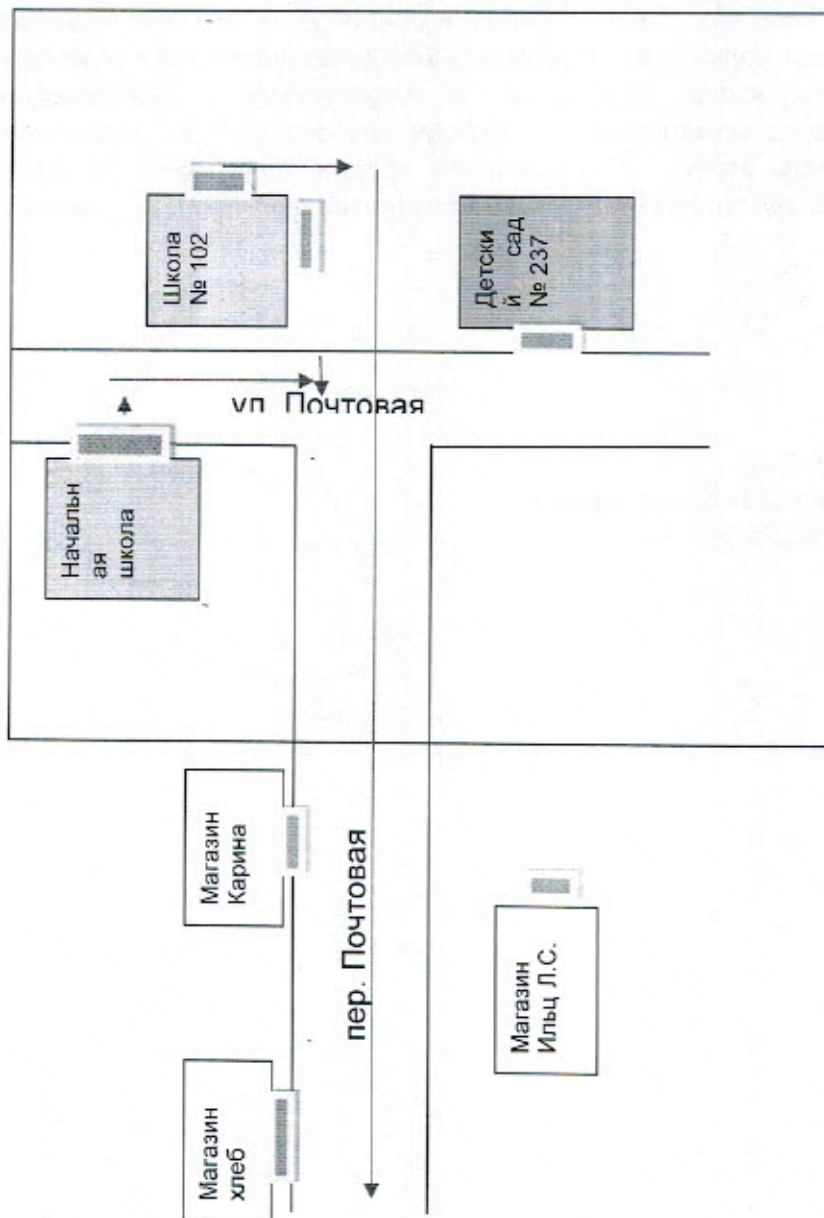 Школа
№ 102
Детски
й сад
№ 237
ул. Почтовая
Начальн
ая
школа
Магазин
Карина
пер. Почтовая
Магазин
Ильц Л.С.
Магазин
хлеб